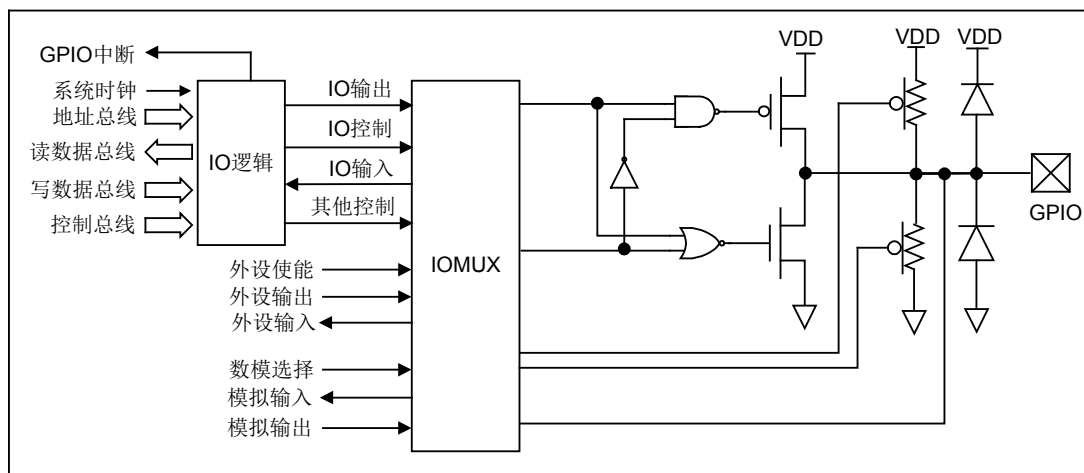 GPIO中断
系统时钟
地址总线
读数据总线
写数据总线
控制总线
IO逻辑
IO输出
IO控制
IO输入
其他控制
外设使能
外设输出
外设输入
数模选择
模拟输入
模拟输出
IOMUX
VDD
VDD
VDD
GPIO